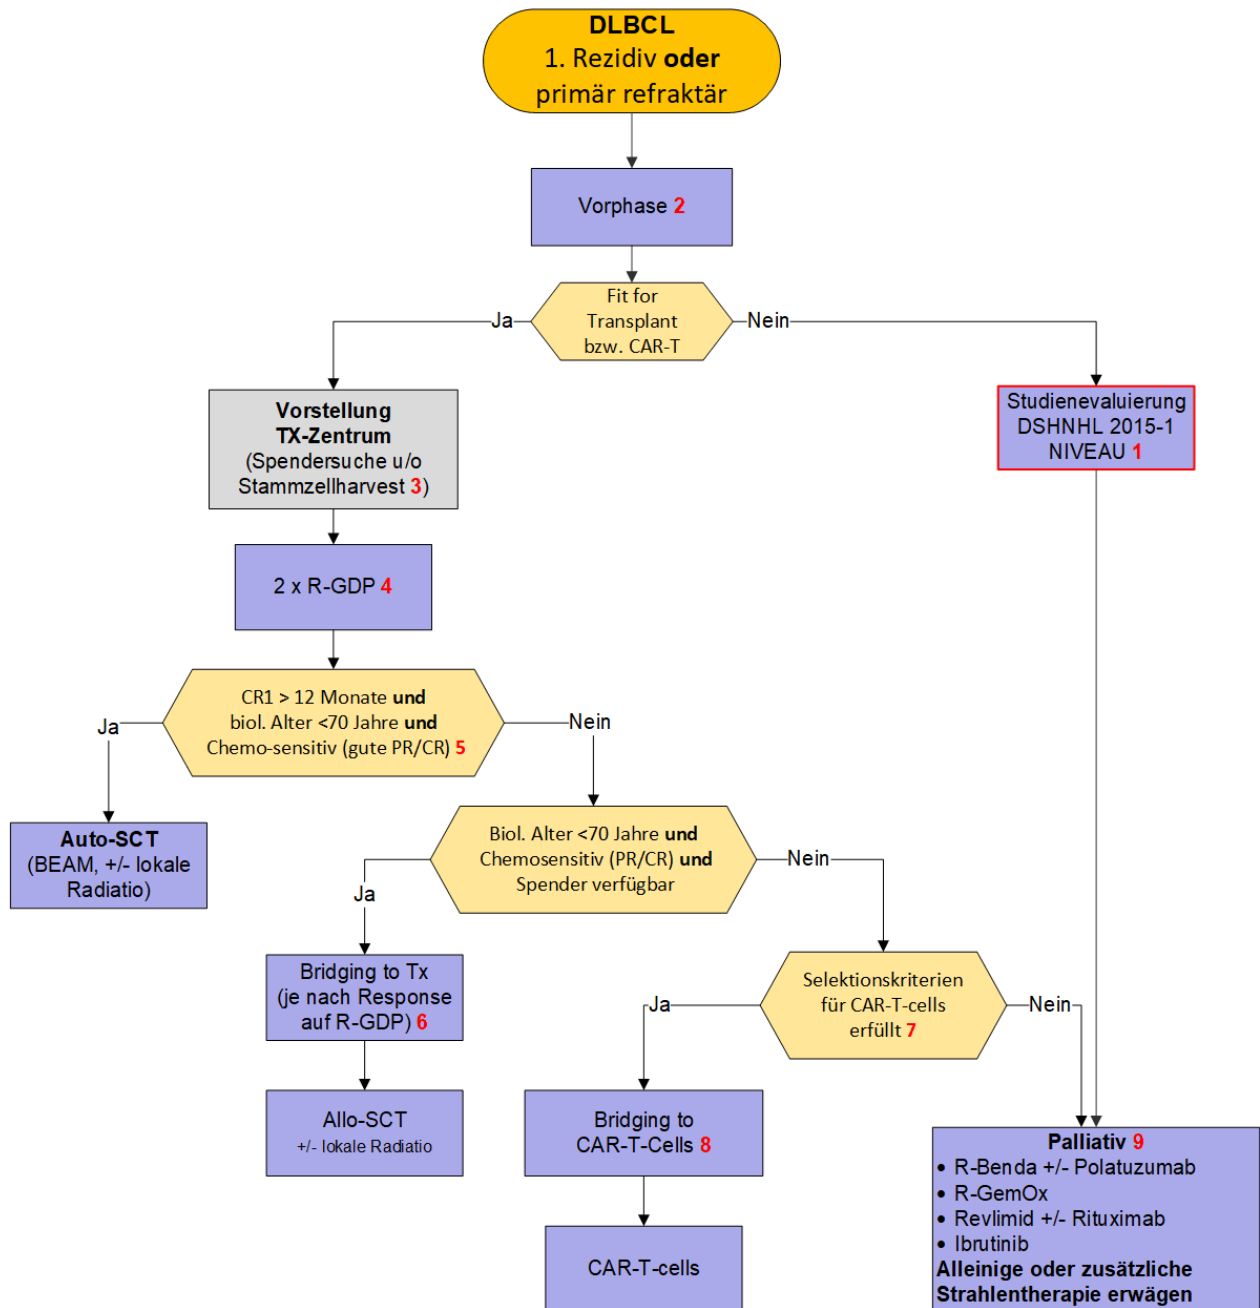 DLBCL
1. Rezidiv oder
primär refraktär
Vorphase 2
Fit for
Transplant
bzw. CAR-T
Ja
Nein
Vorstellung
TX-Zentrum
(Spendersuche u/o
Stammzellharvest 3)
Studienevaluierung
DSHNHL 2015-1
NIVEAU 1
2 x R-GDP 4
CR1 > 12 Monate und
biol. Alter <70 Jahre und
Chemo-sensitiv (gute PR/CR) 5
Ja
Nein
Auto-SCT
(BEAM, +/- lokale
Radiatio)
Biol. Alter <70 Jahre und
Chemosensitiv (PR/CR) und
Spender verfügbar
Ja
Nein
Bridging to Tx
(je nach Response
auf R-GDP) 6
Selektionskriterien
für CAR-T-cells
erfüllt 7
Ja
Nein
Allo-SCT
+/- lokale Radiatio
Bridging to
CAR-T-Cells 8
CAR-T-cells
Palliativ 9
• R-Benda +/- Polatuzumab
• R-GemOx
• Revlimid +/- Rituximab
• Ibrutinib
Alleinige oder zusätzliche
Strahlentherapie erwägen